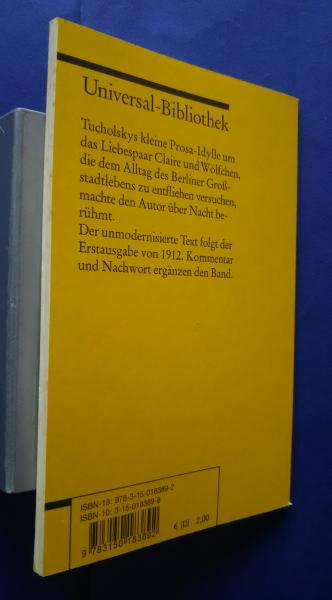 Universal-Bibliothek
Tucholskys kleine Prosa-Idylle um
das Liebespaar Claire und Wölfchen,
die dem Alltag des Berliner Groß-
stadtlebens zu entfliehen versuchen,
machte den Autor über Nacht be-
rühmt.
Der unmodernisierte Text folgt der
Erstausgabe von 1912. Kommentar
und Nachwort ergänzen den Band.
ISBN-13: 978-3-15-018389-2
ISBN-10: 3-15-018389-8
9 783150 183892
€ [D] 2,00